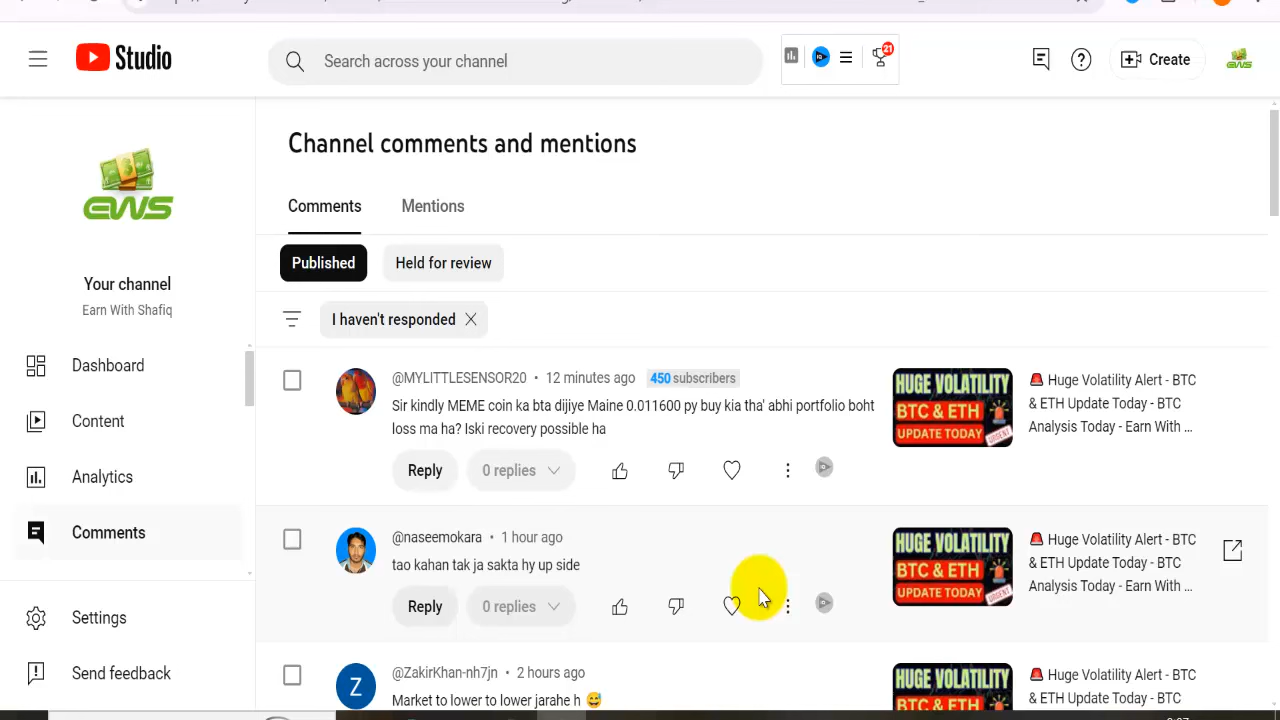 Studio
Search across your channel
21
Create
Channel comments and mentions
EWS
Comments
Mentions
Published
Held for review
Your channel
Earn With Shafiq
I haven't responded
Dashboard
Content
Analytics
Comments
Settings
Send feedback
@MYLITTLESENSOR20 • 12 minutes ago 450 subscribers
Sir kindly MEME coin ka bta dijiye Maine 0.011600 py buy kia tha' abhi portfolio boht
loss ma ha? Iski recovery possible ha
Reply 0 replies
HUGE VOLATILITY
BTC & ETH
UPDATE TODAY
URGENT
🚨 Huge Volatility Alert - BTC
& ETH Update Today - BTC
Analysis Today - Earn With ...
@naseemokara • 1 hour ago
tao kahan tak ja sakta hy up side
Reply 0 replies
HUGE VOLATILITY
BTC & ETH
UPDATE TODAY
URGENT
🚨 Huge Volatility Alert - BTC
& ETH Update Today - BTC
Analysis Today - Earn With ...
Z
@ZakirKhan-nh7jn • 2 hours ago
Market to lower to lower jarahe h 😅
HUGE VOLATILITY
BTC & ETH
🚨 Huge Volatility Alert - BTC
& ETH Update Today - BTC